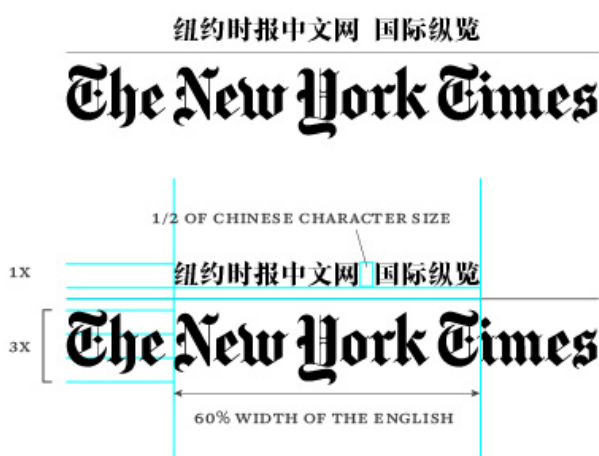 纽约时报中文网 国际纵览
The New York Times
1/2 OF CHINESE CHARACTER SIZE
1X
纽约时报中文网 国际纵览
3X
The New York Times
60% WIDTH OF THE ENGLISH